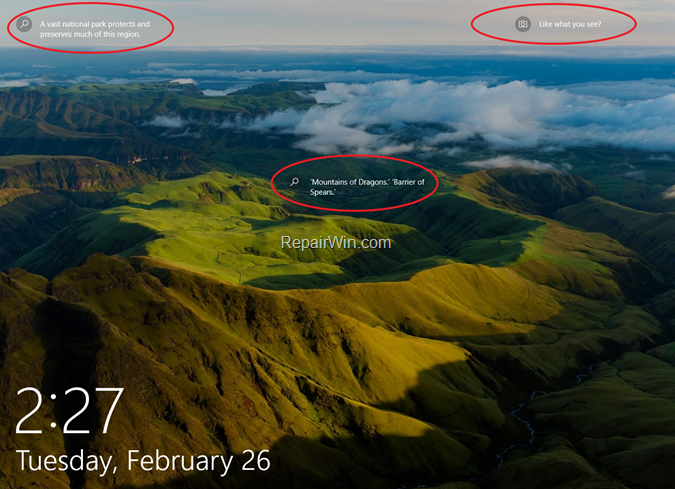 A vast national park protects and
preserves much of this region.
Like what you see?
'Mountains of Dragons.' 'Barrier of
Spears.'
RepairWin.com
2:27
Tuesday, February 26